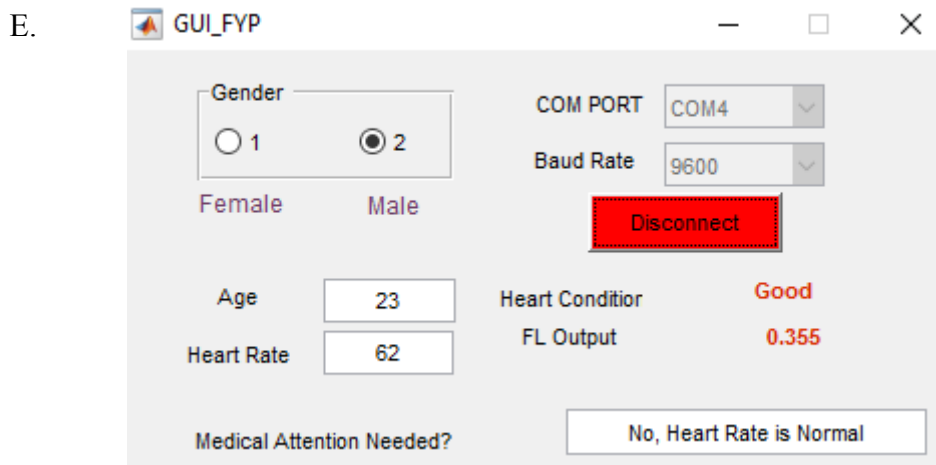 E.
GUI_FYP
Gender
1
2
Female
Male
COM PORT
COM4
Baud Rate
9600
Disconnect
Age
23
Heart Rate
62
Heart Conditior
Good
FL Output
0.355
Medical Attention Needed?
No, Heart Rate is Normal